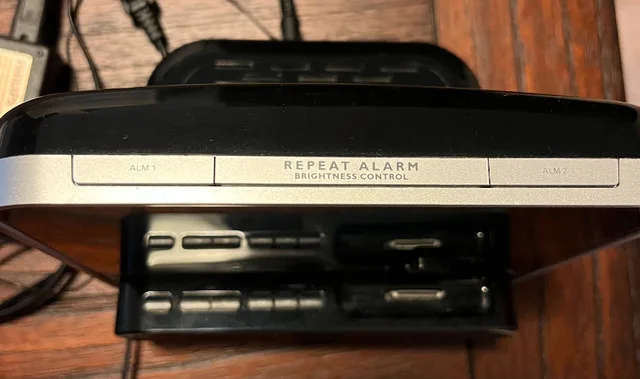 ALM 1
REPEAT ALARM
BRIGHTNESS CONTROL
ALM 2